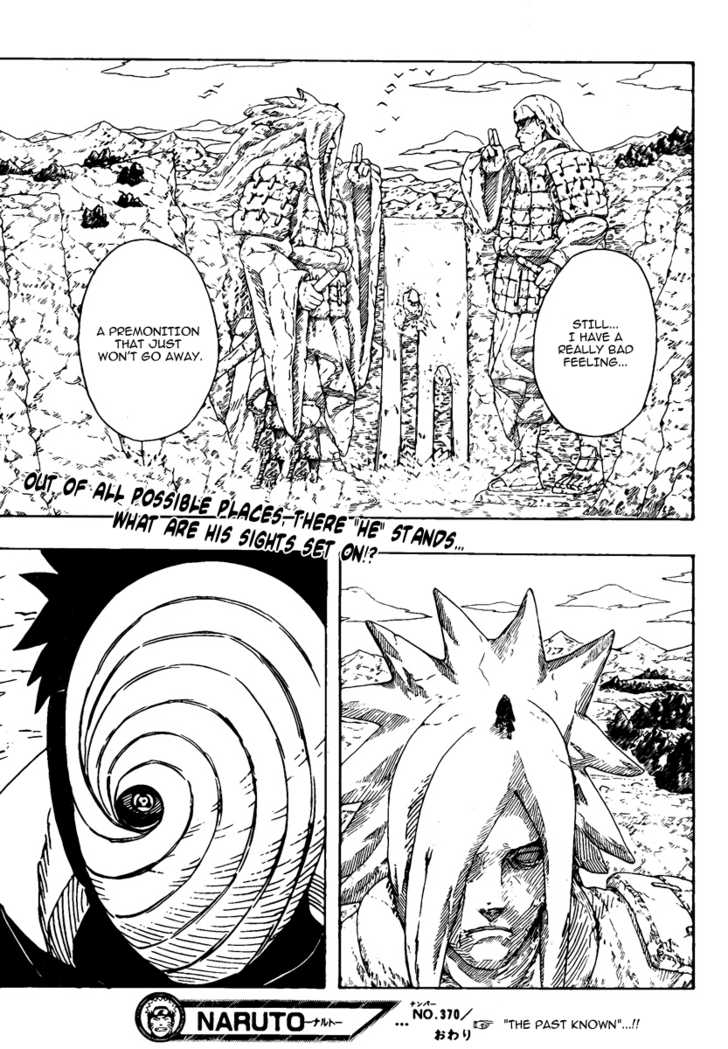 STILL...
I HAVE A
REALLY BAD
FEELING...
A PREMONITION
THAT JUST
WON'T GO AWAY.
OUT OF ALL POSSIBLE PLACES, THERE "HE" STANDS...
WHAT ARE HIS SIGHTS SET ON!?
NARUTO
ーナルトー
...
ナンバー
NO.370/
おわり
☞ "THE PAST KNOWN"...!!